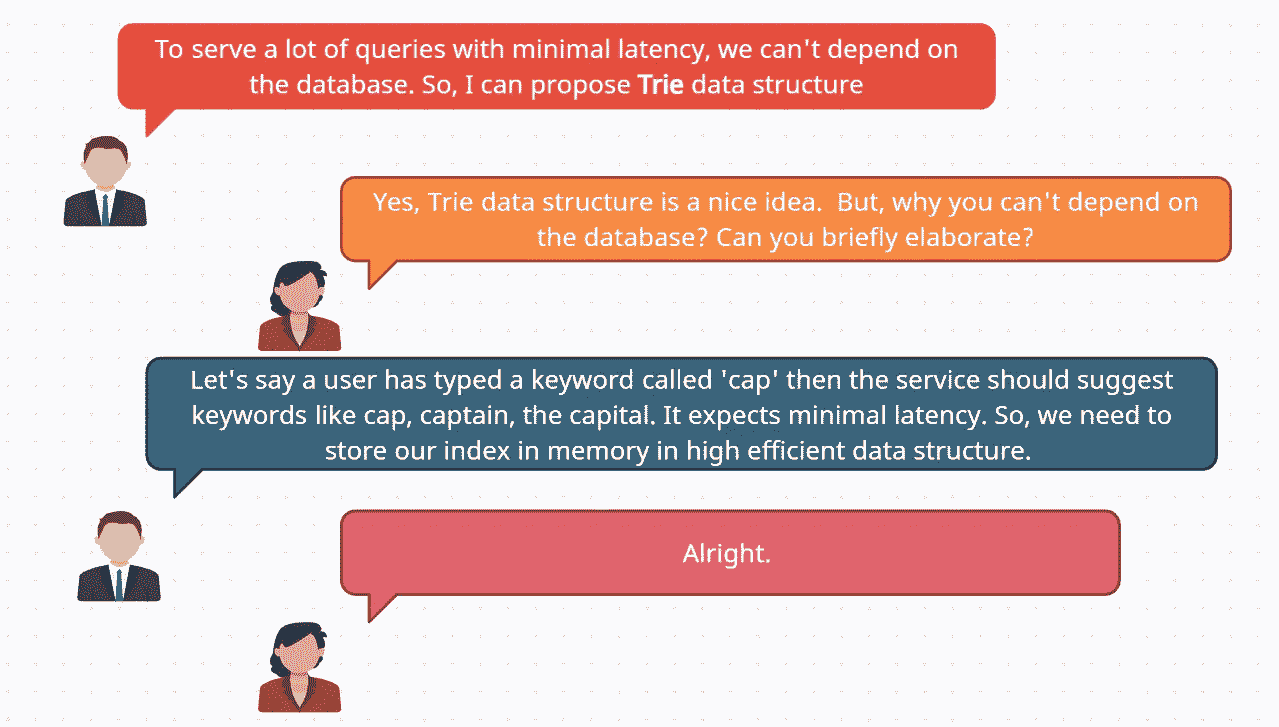 To serve a lot of queries with minimal latency, we can't depend on
the database. So, I can propose Trie data structure
Yes, Trie data structure is a nice idea.  But, why you can't depend on
the database? Can you briefly elaborate?
Let's say a user has typed a keyword called 'cap' then the service should suggest
keywords like cap, captain, the capital. It expects minimal latency. So, we need to
store our index in memory in high efficient data structure.
Alright.